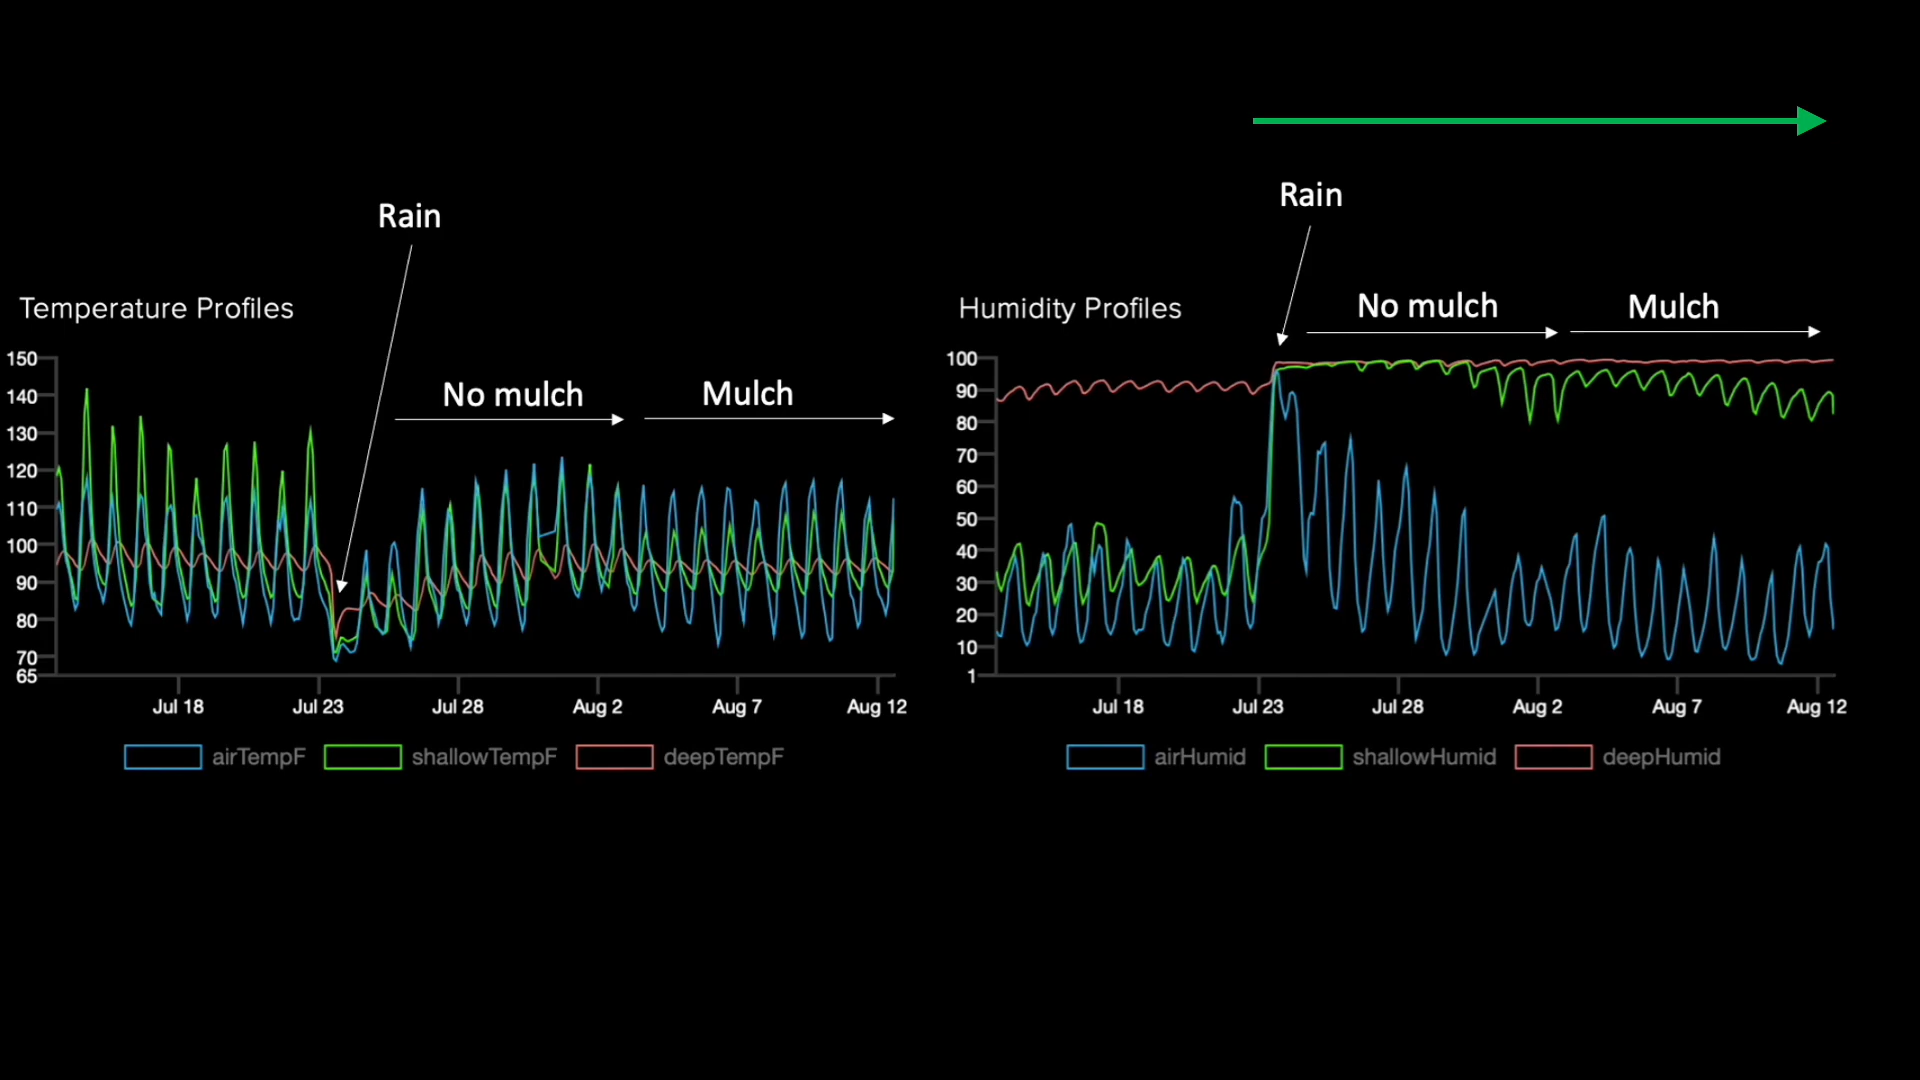 Rain
Temperature Profiles
No mulch
Mulch
150
140
130
120
110
100
90
80
70
65
Jul 18
Jul 23
Jul 28
Aug 2
Aug 7
Aug 12
airTempF
shallowTempF
deepTempF
Rain
Humidity Profiles
No mulch
Mulch
100
90
80
70
60
50
40
30
20
10
1
Jul 18
Jul 23
Jul 28
Aug 2
Aug 7
Aug 12
airHumid
shallowHumid
deepHumid